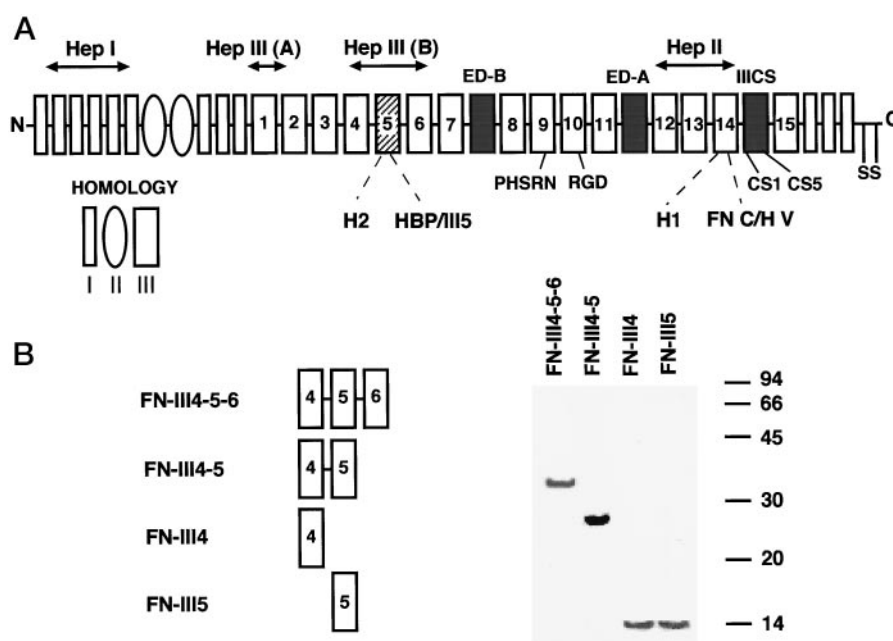 A
Hep I
Hep III (A)
Hep III (B)
Hep II
ED-B
ED-A
IIICS
N
1 2 3 4 5 6 7 8 9 10 11 12 13 14 15
C
SS
PHSRN
RGD
CS1 CS5
H2
HBP/III5
H1
FN C/H V
HOMOLOGY
I II III
B
FN-III4-5-6
4 5 6
FN-III4-5
4 5
FN-III4
4
FN-III5
5
FN-III4-5-6
FN-III4-5
FN-III4
FN-III5
94
66
45
30
20
14